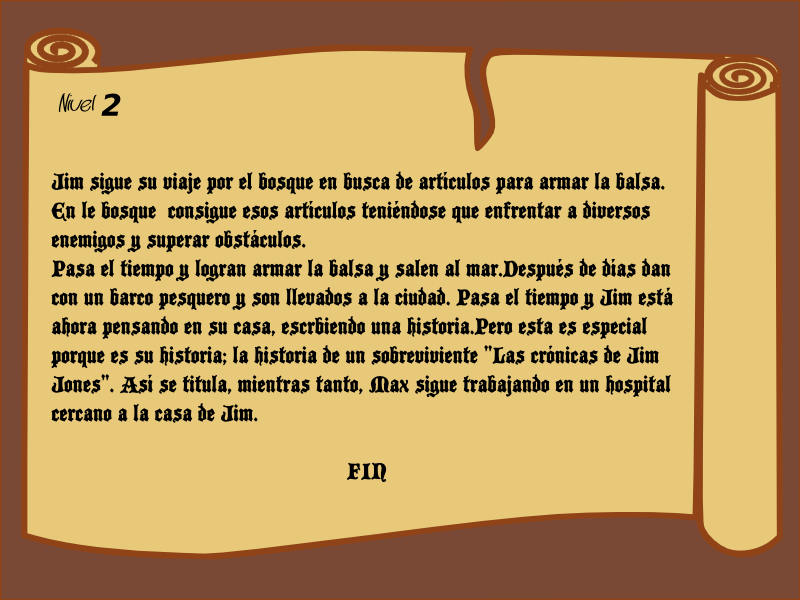 Nivel 2
Jim sigue su viaje por el bosque en busca de artículos para armar la balsa.
En le bosque consigue esos artículos teniéndose que enfrentar a diversos
enemigos y superar obstáculos.
Pasa el tiempo y logran armar la balsa y salen al mar.Después de días dan
con un barco pesquero y son llevados a la ciudad. Pasa el tiempo y Jim está
ahora pensando en su casa, escrbiendo una historia.Pero esta es especial
porque es su historia; la historia de un sobreviviente "Las crónicas de Jim
Jones". Así se titula, mientras tanto, Max sigue trabajando en un hospital
cercano a la casa de Jim.
FIN